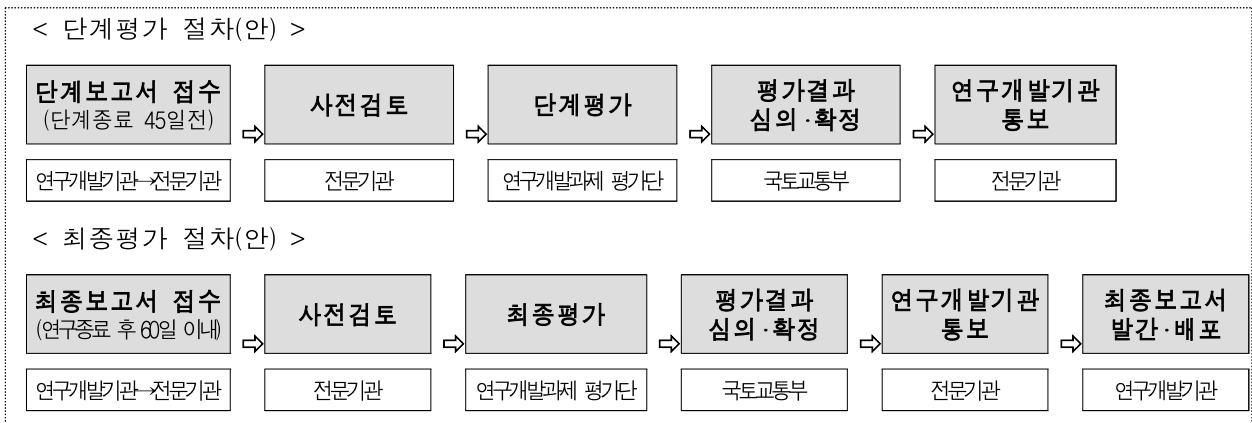 < 단계평가 절차(안) >
단계보고서 접수
(단계종료 45일전)
⇨
사전검토
⇨
단계평가
⇨
평가결과
심의·확정
⇨
연구개발기관
통보
연구개발기관→전문기관
전문기관
연구개발과제 평가단
국토교통부
전문기관
< 최종평가 절차(안) >
최종보고서 접수
(연구종료 후 60일 이내)
⇨
사전검토
⇨
최종평가
⇨
평가결과
심의·확정
⇨
연구개발기관
통보
⇨
최종보고서
발간·배포
연구개발기관→전문기관
전문기관
연구개발과제 평가단
국토교통부
전문기관
연구개발기관